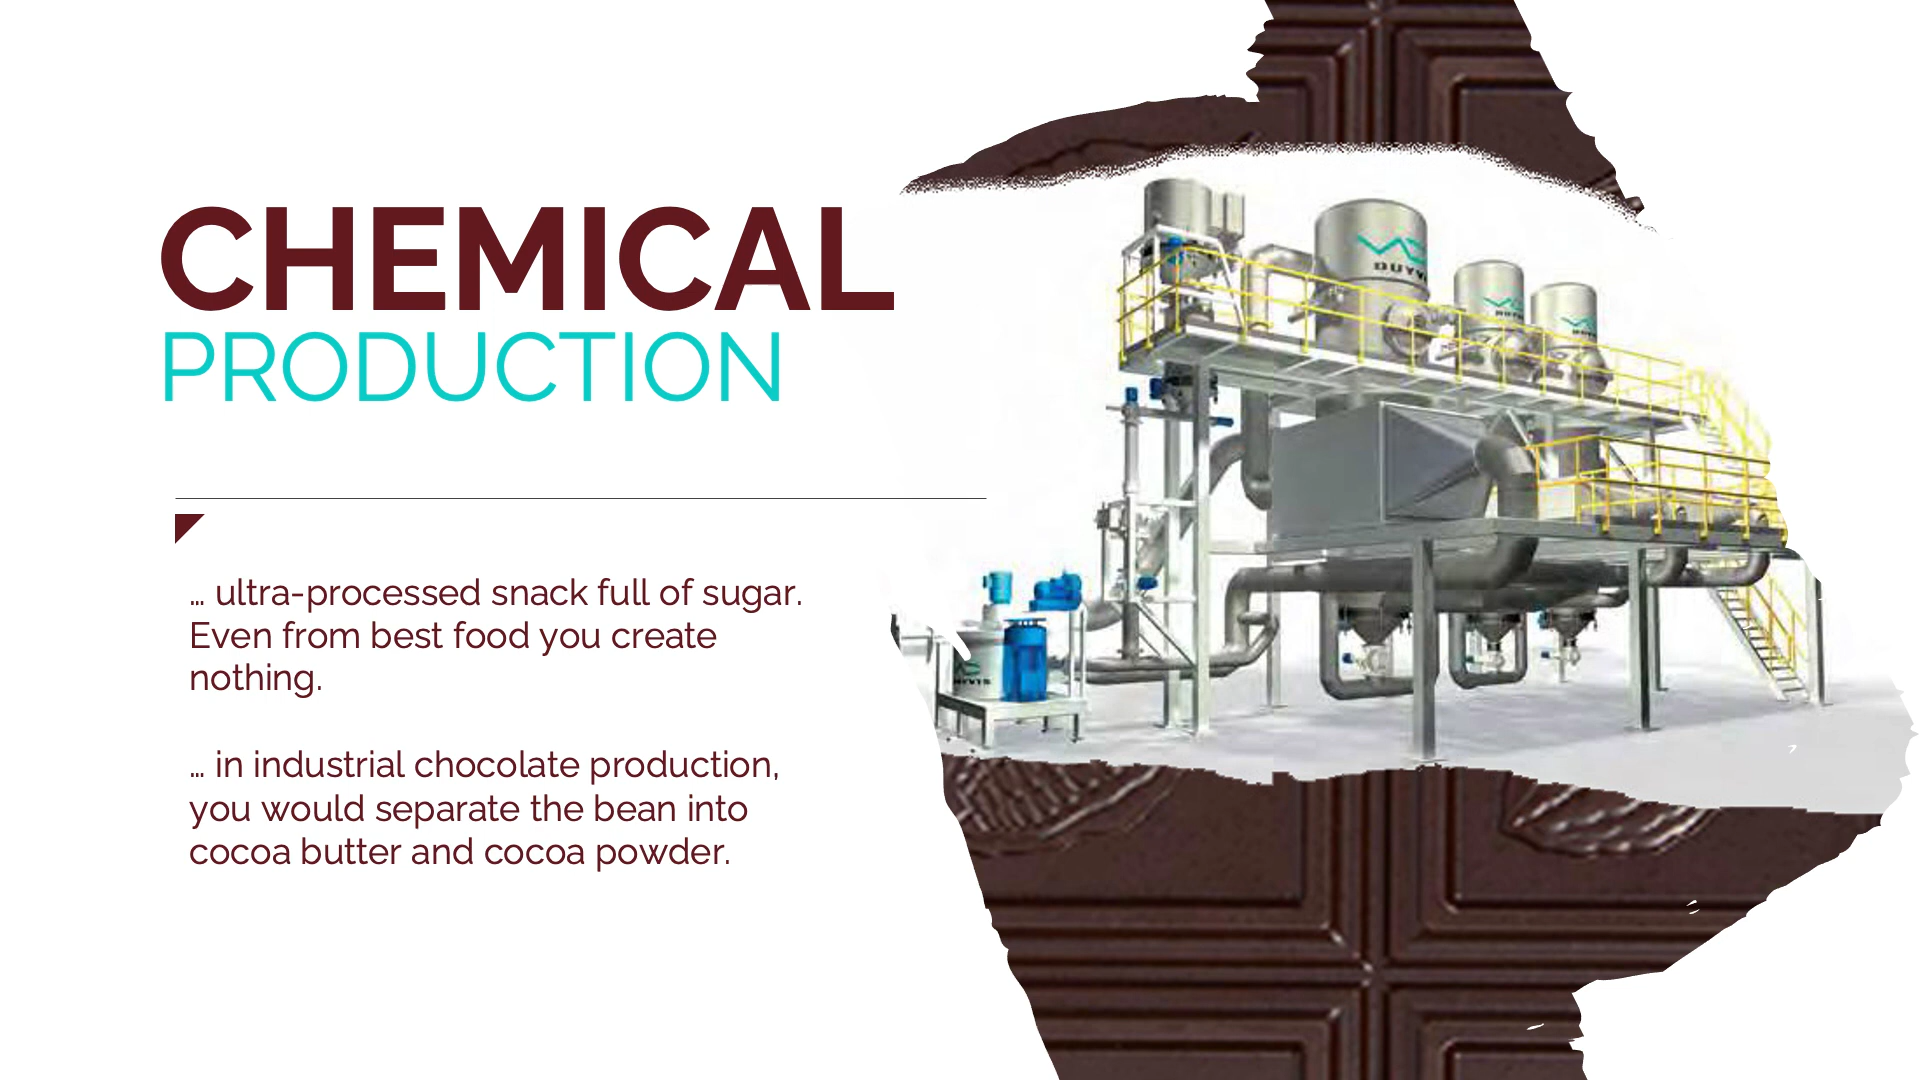 CHEMICAL
PRODUCTION
… ultra-processed snack full of sugar.
Even from best food you create
nothing.
… in industrial chocolate production,
you would separate the bean into
cocoa butter and cocoa powder.